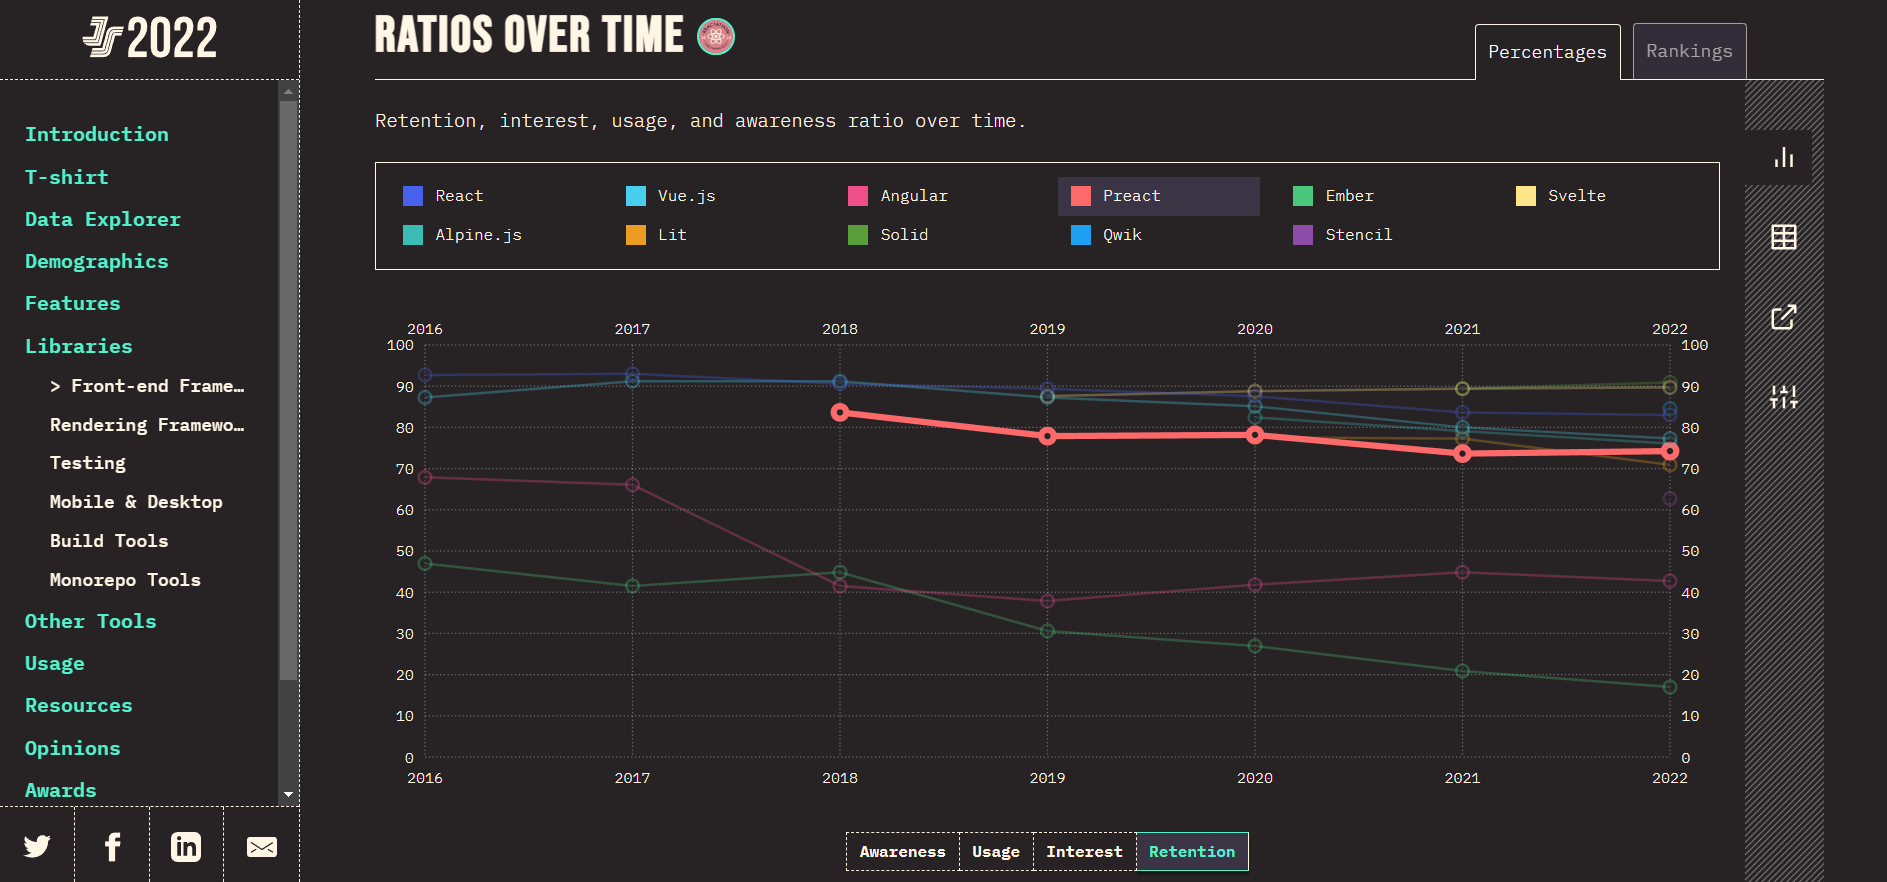 JS 2022
Introduction
T-shirt
Data Explorer
Demographics
Features
Libraries
> Front-end Frame…
Rendering Framewo…
Testing
Mobile & Desktop
Build Tools
Monorepo Tools
Other Tools
Usage
Resources
Opinions
Awards
RATIOS OVER TIME
Percentages
Rankings
Retention, interest, usage, and awareness ratio over time.
React
Vue.js
Angular
Preact
Ember
Svelte
Alpine.js
Lit
Solid
Qwik
Stencil
2016 2017 2018 2019 2020 2021 2022
100 100
90 90
80 80
70 70
60 60
50 50
40 40
30 30
20 20
10 10
0 0
2016 2017 2018 2019 2020 2021 2022
Awareness
Usage
Interest
Retention